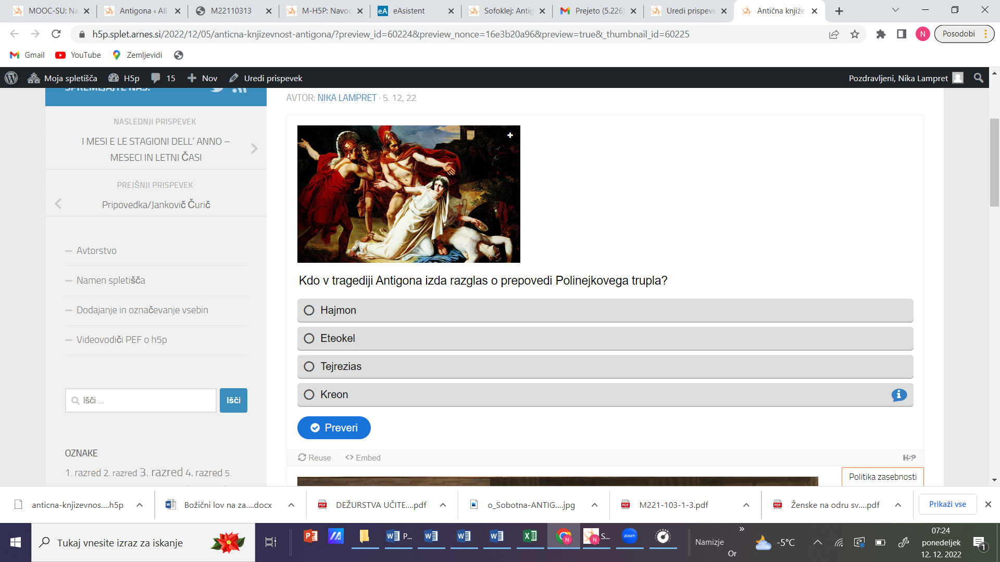 MOOC-SU: Na
Antigona ‹ All
M22110313
M-H5P: Navo
eAsistent
Sofoklej: Antig
Prejeto (5.226)
Uredi prispeve
Antična knjiže
h5p.splet.arnes.si/2022/12/05/anticna-knjizevnost-antigona/?preview_id=60224&preview_nonce=16e3b20a96&preview=true&_thumbnail_id=60225
N
Posodobi
Gmail
YouTube
Zemljevidi
Moja spletišča
H5p
15
Nov
Uredi prispevek
Pozdravljeni, Nika Lampret
SPREMLJAJTE NAS:
NASLEDNJI PRISPEVEK
I MESI E LE STAGIONI DELL’ ANNO –
MESECI IN LETNI ČASI
PREJŠNJI PRISPEVEK
Pripovedka/Jankovič Čurič
Avtorstvo
Namen spletišča
Dodajanje in označevanje vsebin
Videovodiči PEF o h5p
Išči ...
Išči
OZNAKE
1. razred 2. razred 3. razred 4. razred 5.
AVTOR: NIKA LAMPRET · 5. 12, 22
Kdo v tragediji Antigona izda razglas o prepovedi Polinejkovega trupla?
Hajmon
Eteokel
Tejrezias
Kreon
Preveri
Reuse
Embed
H5P
Politika zasebnosti
anticna-knjizevnos....h5p
Božični lov na za....docx
DEŽURSTVA UČITE....pdf
o_Sobotna-ANTIG....jpg
M221-103-1-3.pdf
Ženske na odru sv....pdf
Prikaži vse
Tukaj vnesite izraz za iskanje
P...
S...
zoom
Namizje
Or
-5°C
07:24
ponedeljek
12. 12. 2022
1